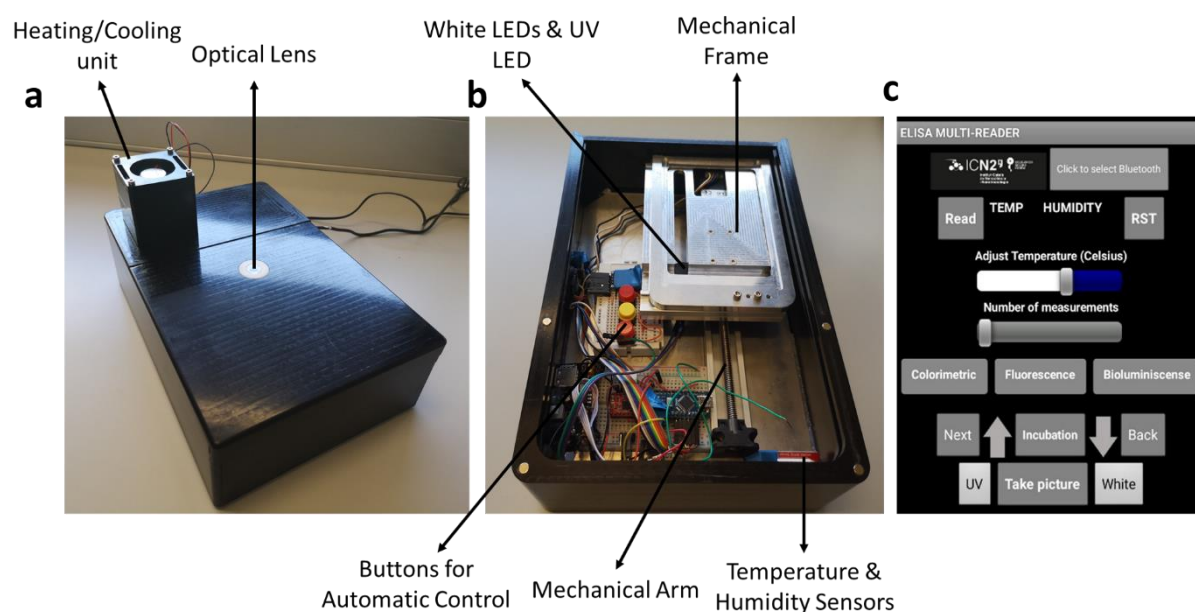 Heating/Cooling
unit
Optical Lens
White LEDs & UV
LED
Mechanical
Frame
a
b
c
ELISA MULTI-READER
ICN2
Click to select Bluetooth
Read
TEMP
HUMIDITY
RST
Adjust Temperature (Celsius)
Number of measurements
Colorimetric
Fluorescence
Bioluminiscense
Next
Incubation
Back
UV
Take picture
White
Buttons for
Automatic Control
Mechanical Arm
Temperature &
Humidity Sensors